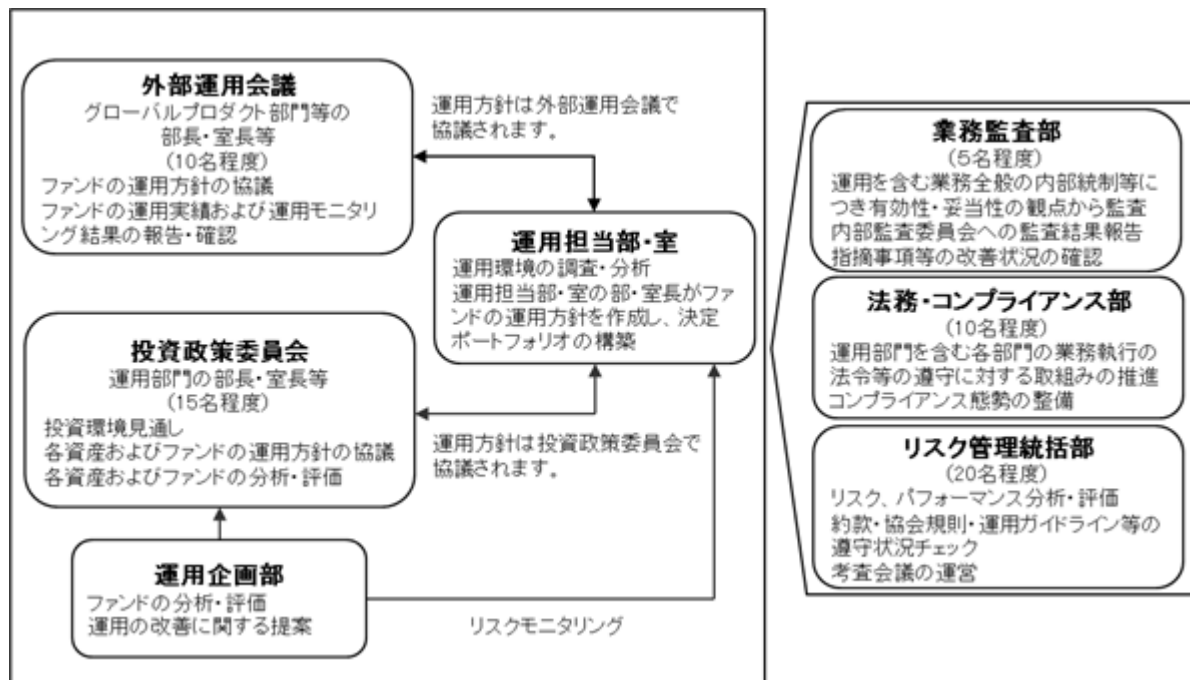 外部運用会議
グローバルプロダクト部門等の
部長・室長等
(10名程度)
ファンドの運用方針の協議
ファンドの運用実績および運用モニタリ
ング結果の報告・確認
運用方針は外部運用会議で
協議されます。
運用担当部・室
運用環境の調査・分析
運用担当部・室の部・室長がファ
ンドの運用方針を作成し、決定
ポートフォリオの構築
投資政策委員会
運用部門の部長・室長等
(15名程度)
投資環境見通し
各資産およびファンドの運用方針の協議
各資産およびファンドの分析・評価
運用方針は投資政策委員会で
協議されます。
運用企画部
ファンドの分析・評価
運用の改善に関する提案
リスクモニタリング
業務監査部
(5名程度)
運用を含む業務全般の内部統制等に
つき有効性・妥当性の観点から監査
内部監査委員会への監査結果報告
指摘事項等の改善状況の確認
法務・コンプライアンス部
(10名程度)
運用部門を含む各部門の業務執行の
法令等の遵守に対する取組みの推進
コンプライアンス態勢の整備
リスク管理統括部
(20名程度)
リスク、パフォーマンス分析・評価
約款・協会規則・運用ガイドライン等の
遵守状況チェック
考査会議の運営